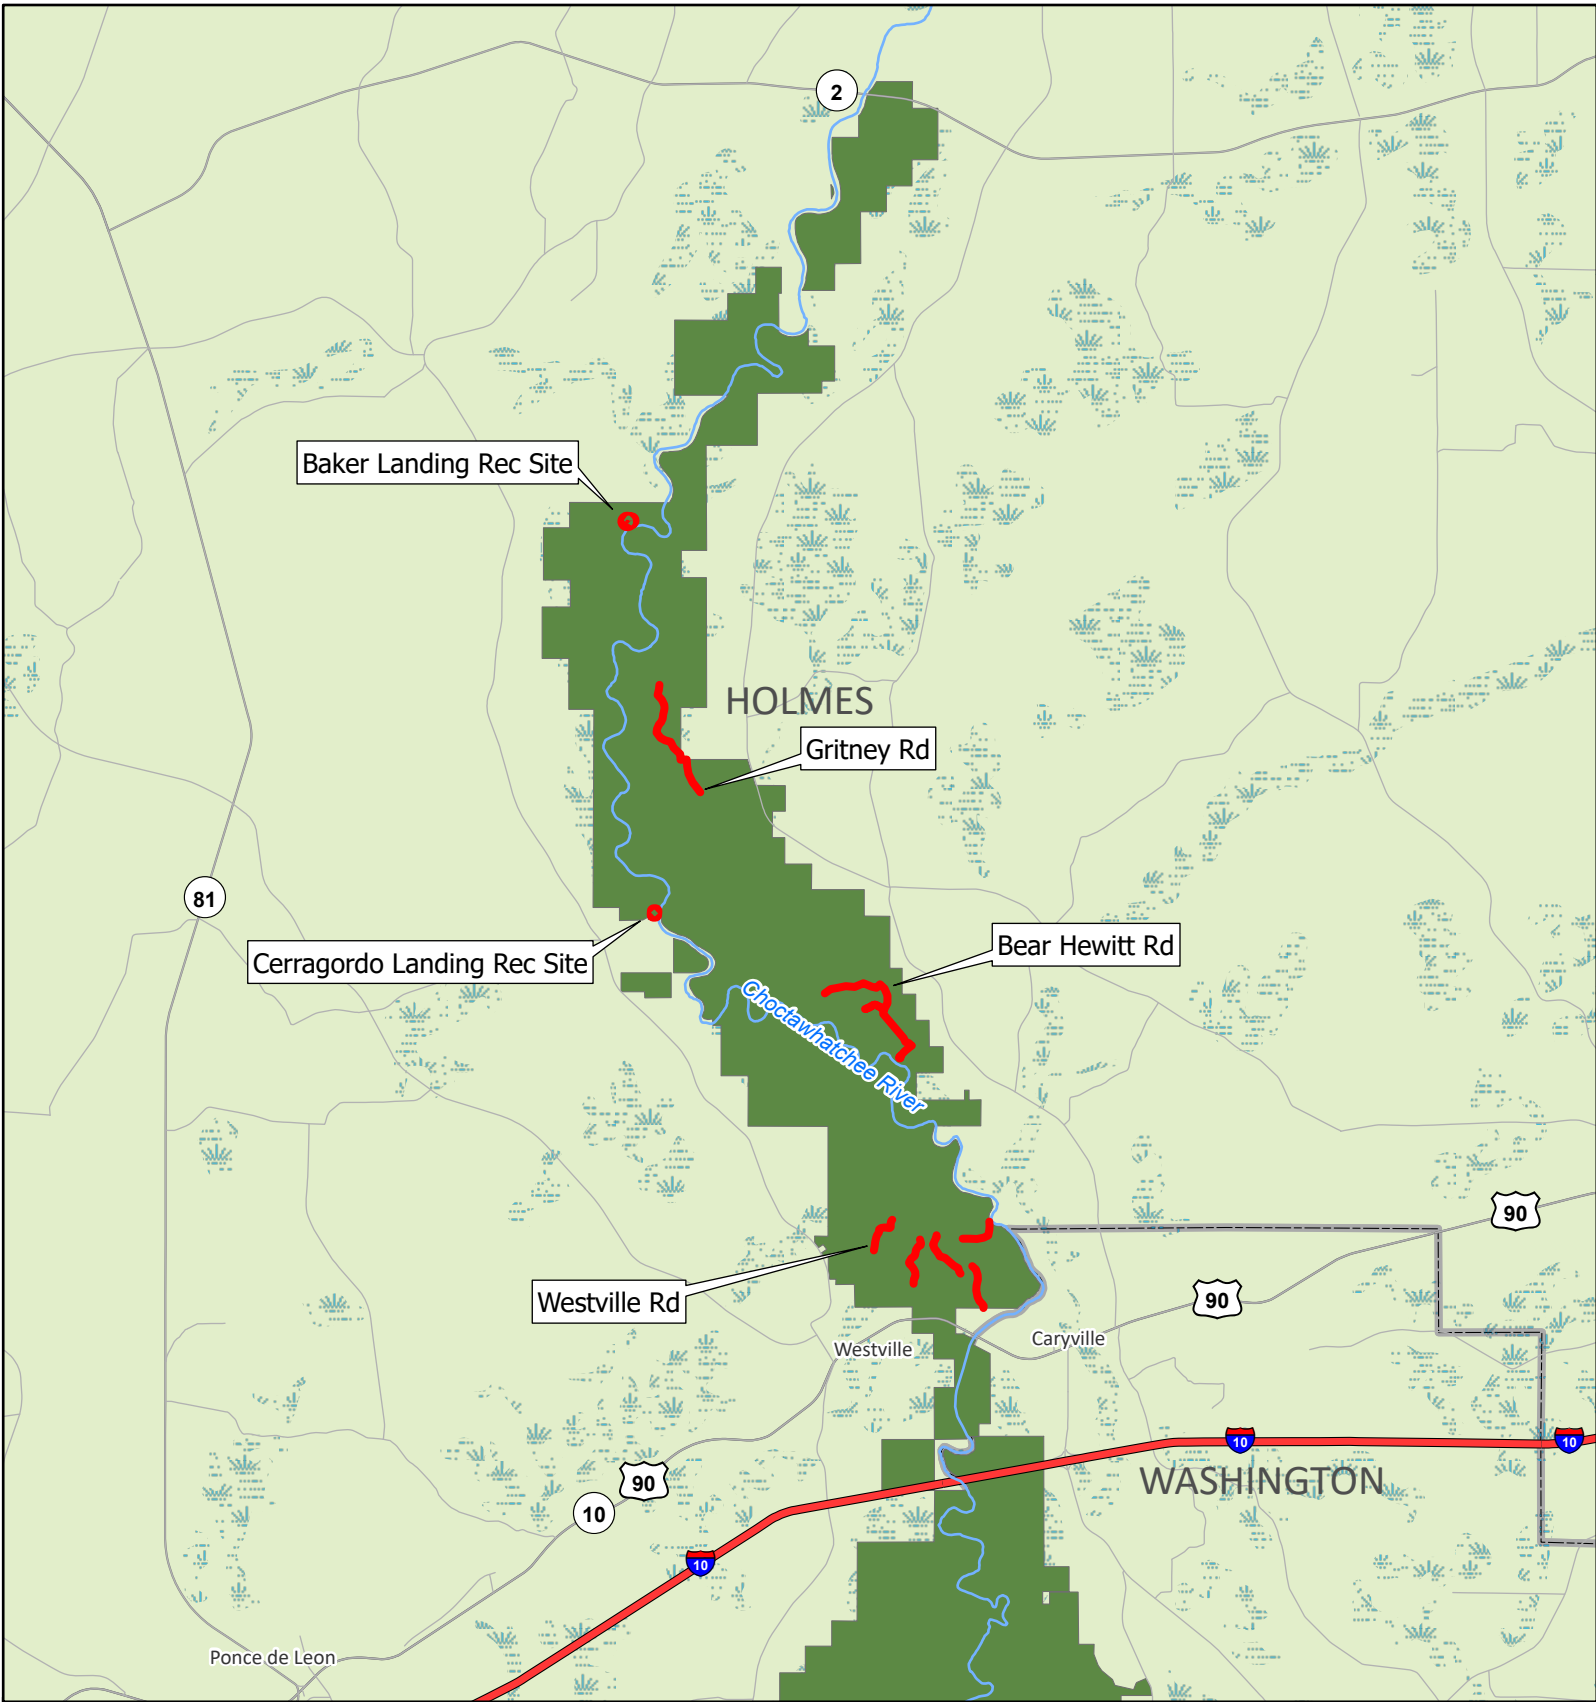 2
Baker Landing Rec Site
HOLMES
Gritney Rd
81
Cerragordo Landing Rec Site
Bear Hewitt Rd
Choctawhatchee River
90
90
Westville Rd
Caryville
Westville
10
10
WASHINGTON
90
10
10
Ponce de Leon